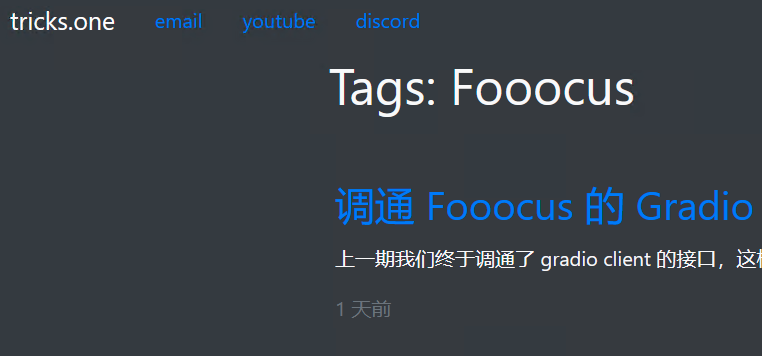 tricks.one email youtube discord
Tags: Fooocus
调通 Fooocus 的 Gradio
上一期我们终于调通了 gradio client 的接口，这
1 天前